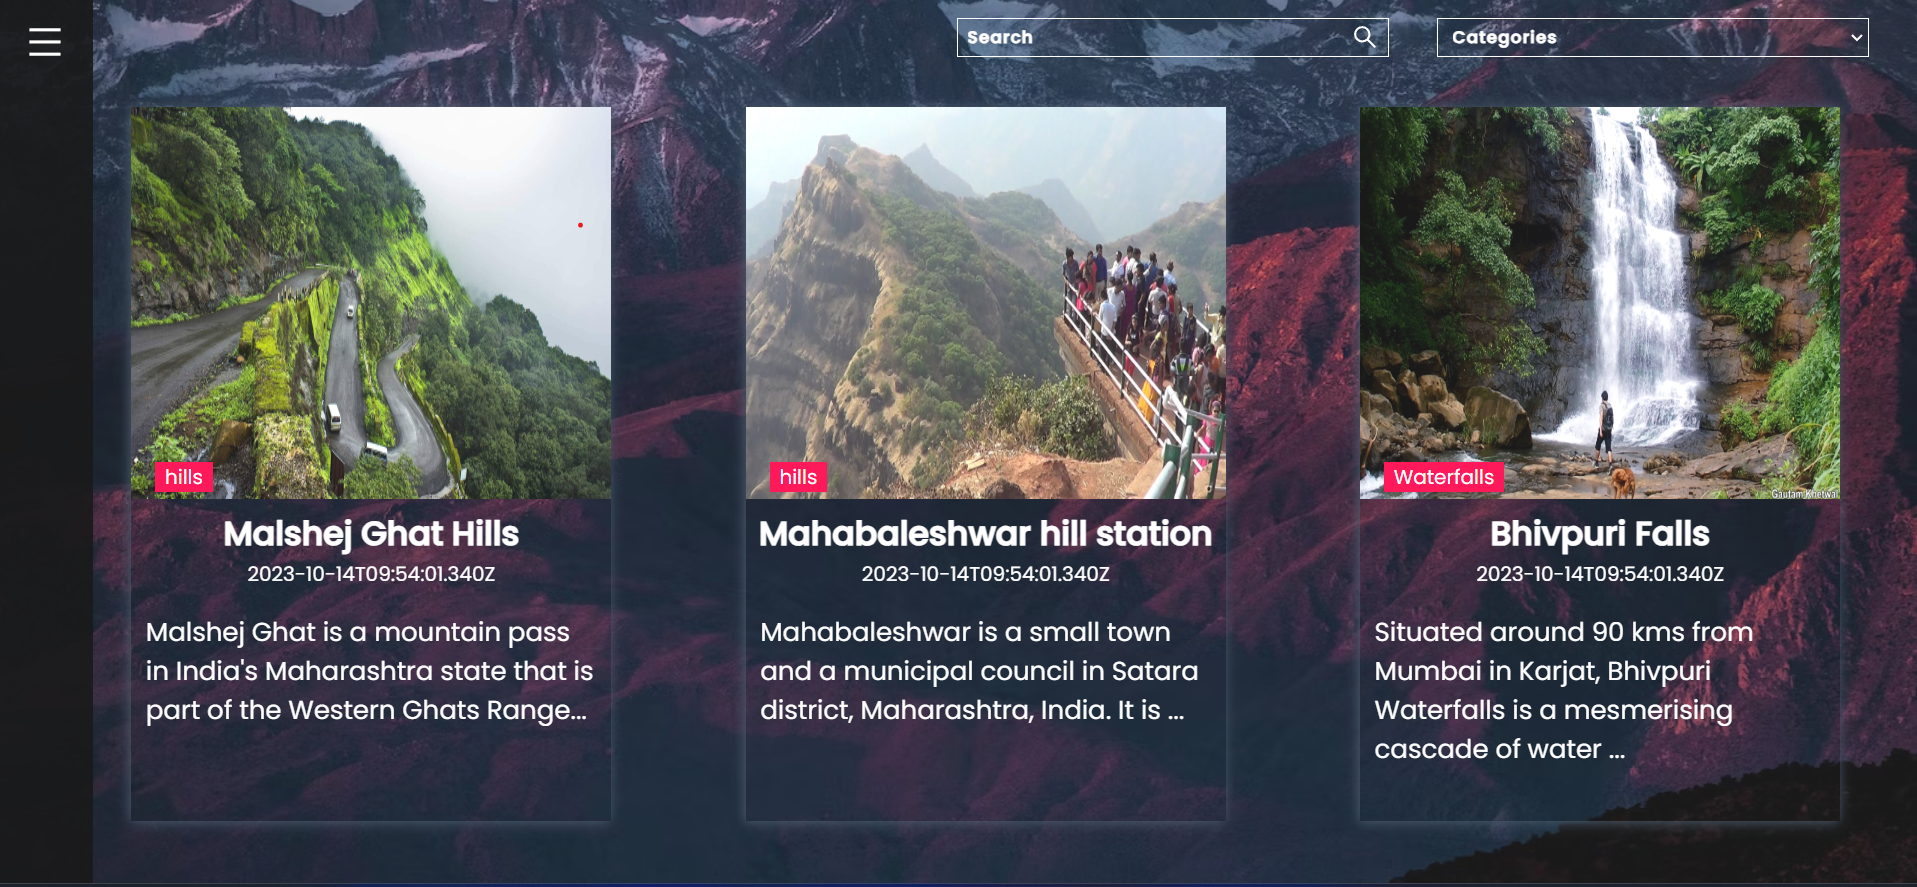 Search
Categories
hills
Malshej Ghat Hills
2023-10-14T09:54:01.340Z
Malshej Ghat is a mountain pass
in India's Maharashtra state that is
part of the Western Ghats Range...
hills
Mahabaleshwar hill station
2023-10-14T09:54:01.340Z
Mahabaleshwar is a small town
and a municipal council in Satara
district, Maharashtra, India. It is ...
Waterfalls
Gautam Khetwal
Bhivpuri Falls
2023-10-14T09:54:01.340Z
Situated around 90 kms from
Mumbai in Karjat, Bhivpuri
Waterfalls is a mesmerising
cascade of water ...